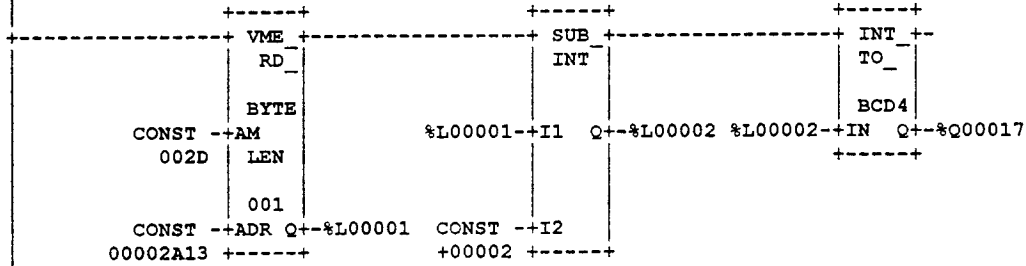 VME_ SUB_ INT_
RD_ INT TO_
BYTE BCD4
CONST -+AM %L00001-+I1 Q+-%L00002 %L00002-+IN Q+-%Q00017
002D LEN
001
CONST -+ADR Q+-%L00001 CONST -+I2
00002A13 +00002